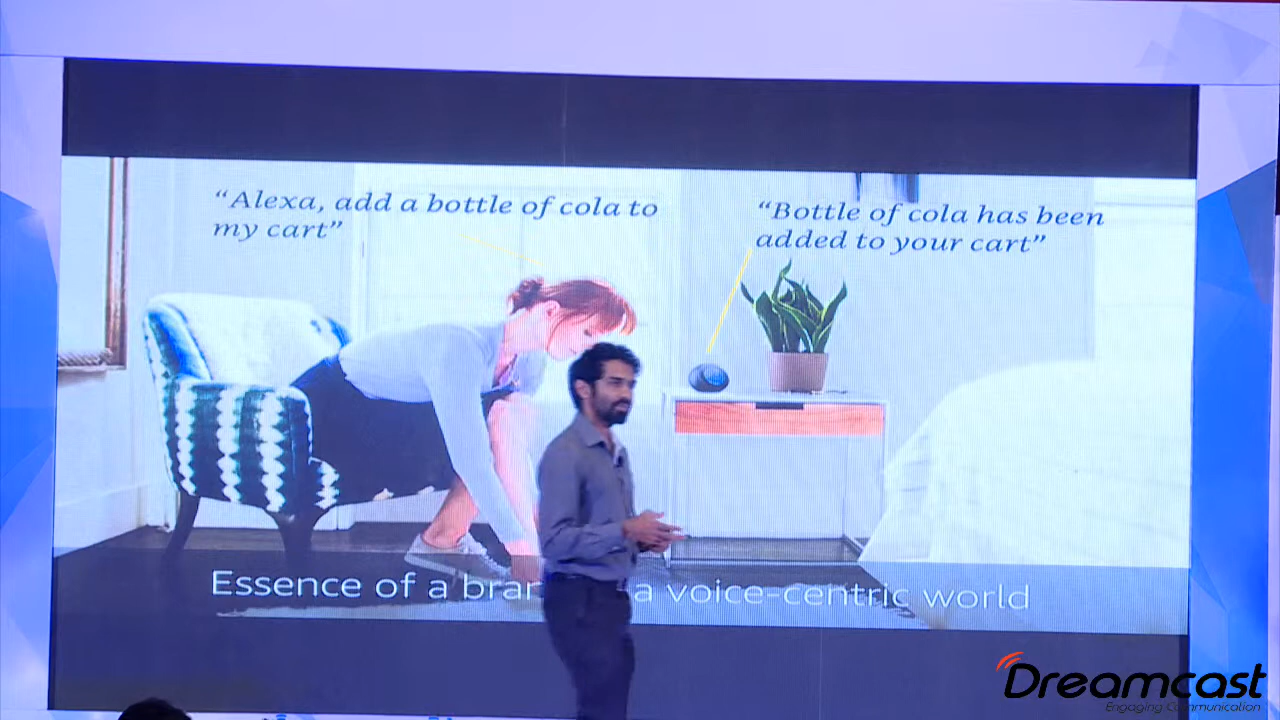 “Alexa, add a bottle of cola to
my cart”
“Bottle of cola has been
added to your cart”
Essence of a a voice-centric world
Dreamcast
Engaging Communication